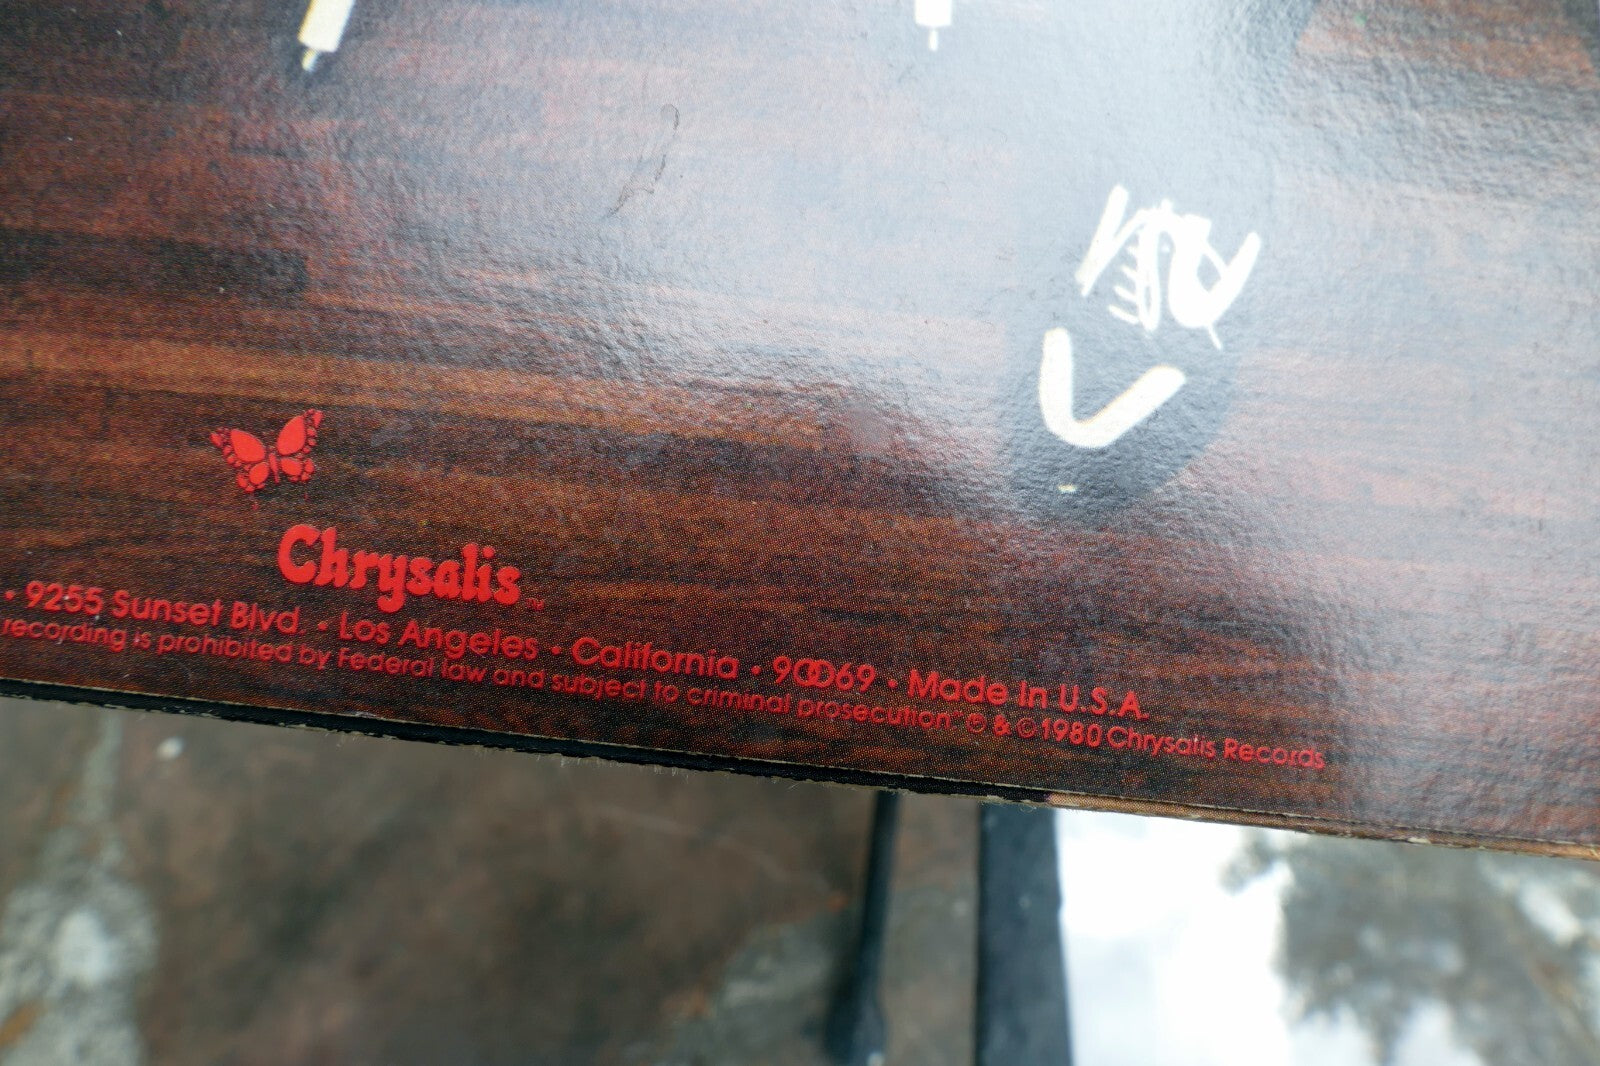 Chrysalis™
• 9255 Sunset Blvd. • Los Angeles • California • 90069 • Made In U.S.A.
recording is prohibited by Federal law and subject to criminal prosecution" ℗ & © 1980 Chrysalis Records